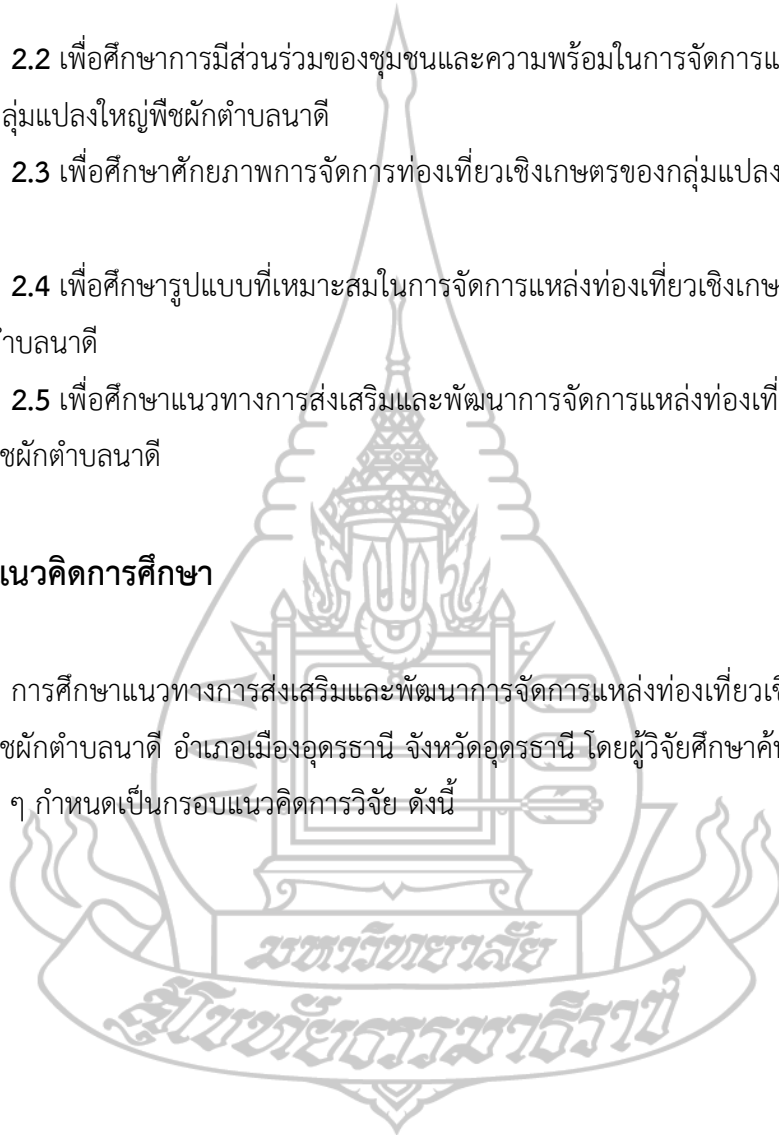 2.2 เพื่อศึกษาการมีส่วนร่วมของชุมชนและความพร้อมในการจัดการแ
ลุ่มแปลงใหญ่พืชผักตำบลนาดี
2.3 เพื่อศึกษาศักยภาพการจัดการท่องเที่ยวเชิงเกษตรของกลุ่มแปลง
2.4 เพื่อศึกษารูปแบบที่เหมาะสมในการจัดการแหล่งท่องเที่ยวเชิงเกษ
ตำบลนาดี
2.5 เพื่อศึกษาแนวทางการส่งเสริมและพัฒนาการจัดการแหล่งท่องเที่
ชผักตำบลนาดี
แนวคิดการศึกษา
การศึกษาแนวทางการส่งเสริมและพัฒนาการจัดการแหล่งท่องเที่ยวเชิ
ชผักตำบลนาดี อำเภอเมืองอุดรธานี จังหวัดอุดรธานี โดยผู้วิจัยศึกษาค้น
ๆ กำหนดเป็นกรอบแนวคิดการวิจัย ดังนี้
มหาวิทยาลัย
สุโขทัยธรรมาธิราช